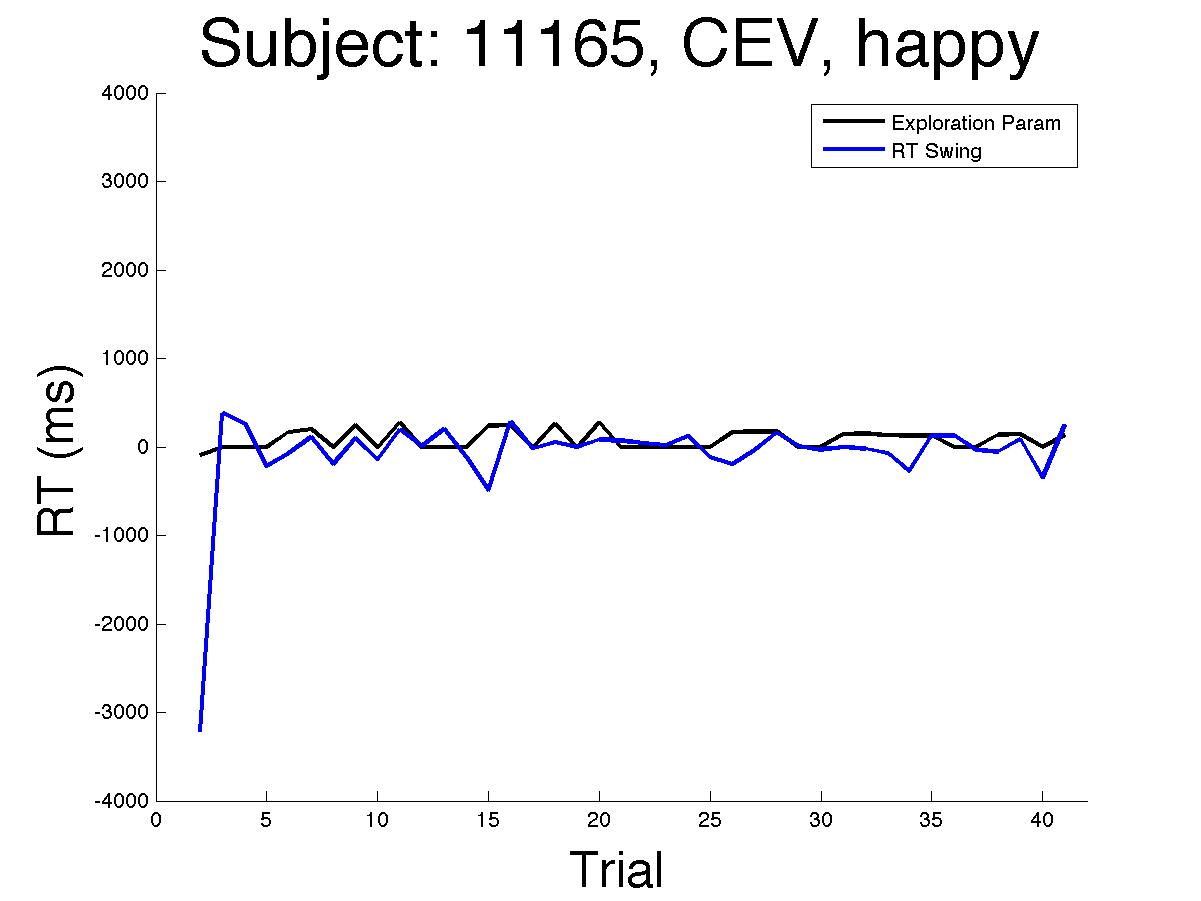 Subject: 11165, CEV, happy
Exploration Param
RT Swing
4000
3000
2000
1000
0
-1000
-2000
-3000
-4000
RT (ms)
0 5 10 15 20 25 30 35 40
Trial